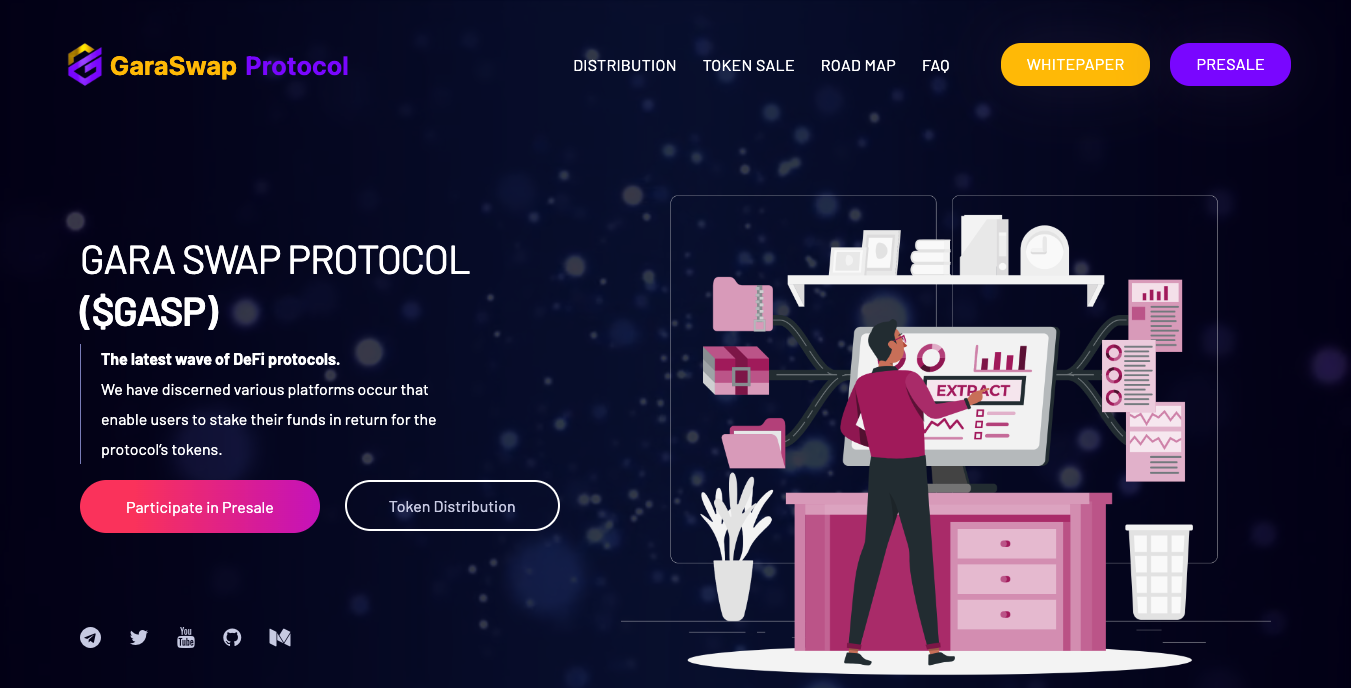 GaraSwap Protocol
DISTRIBUTION TOKEN SALE ROAD MAP FAQ WHITEPAPER PRESALE
GARA SWAP PROTOCOL
($GASP)
The latest wave of DeFi protocols.
We have discerned various platforms occur that
enable users to stake their funds in return for the
protocol's tokens.
Participate in Presale Token Distribution
EXTRACT
You
Tube